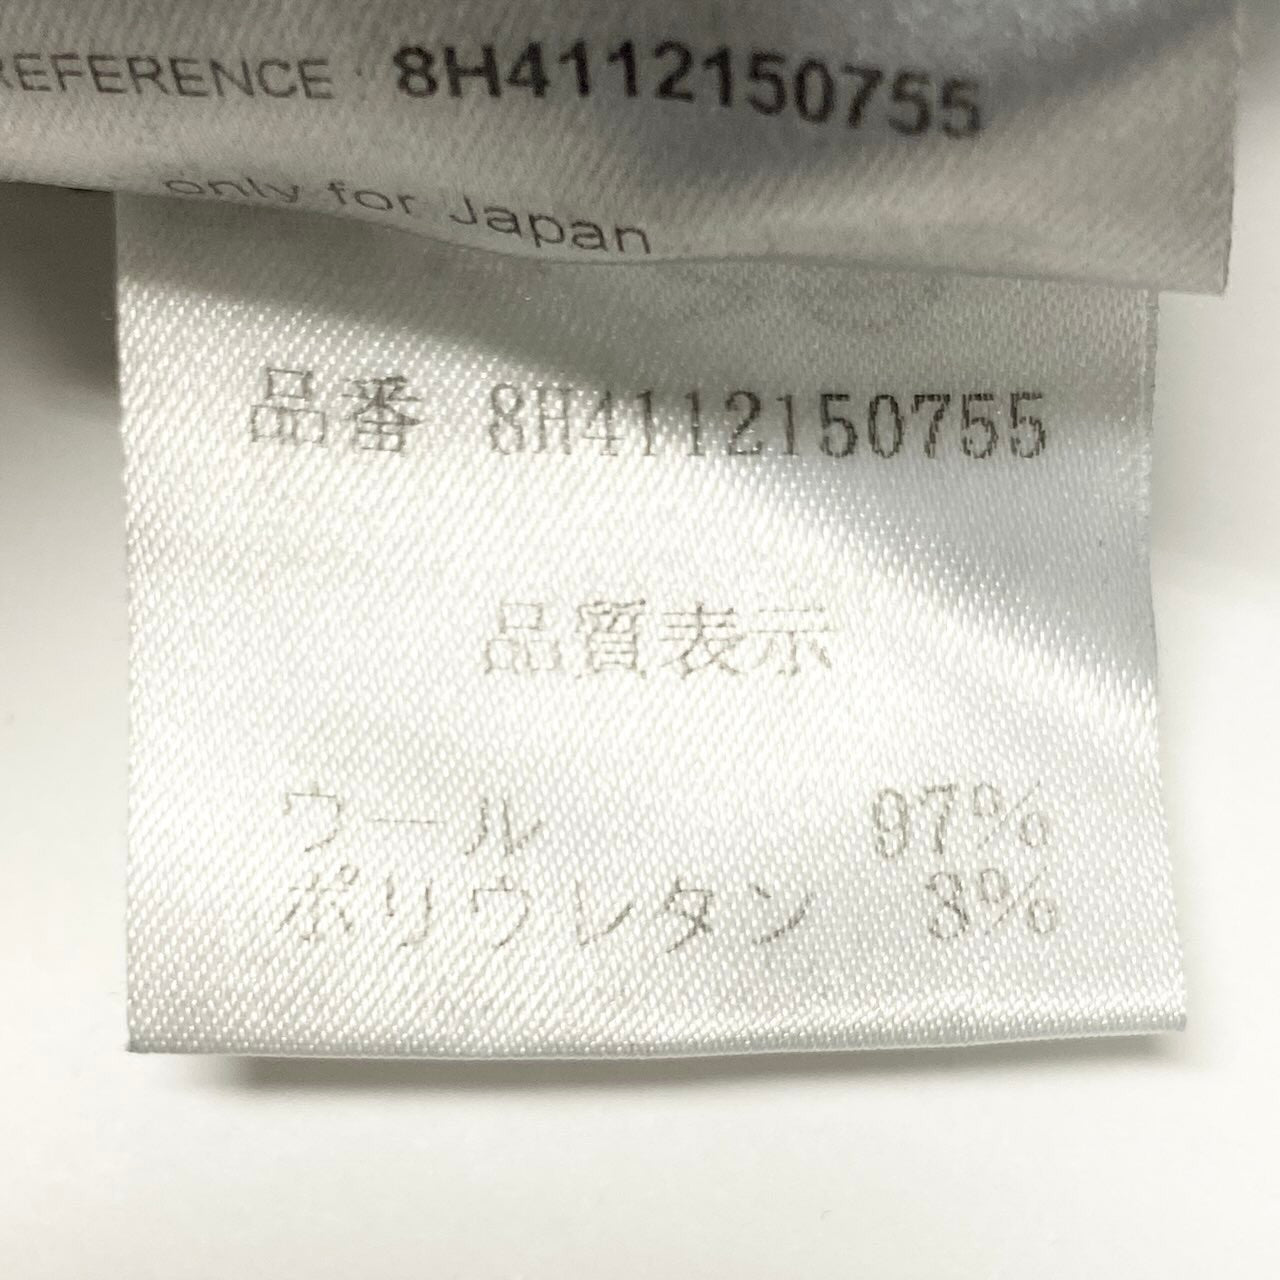 REFERENCE : 8H4112150755
only for Japan
品番 8H4112150755
品質表示
ウール 97%
ポリウレタン 3%